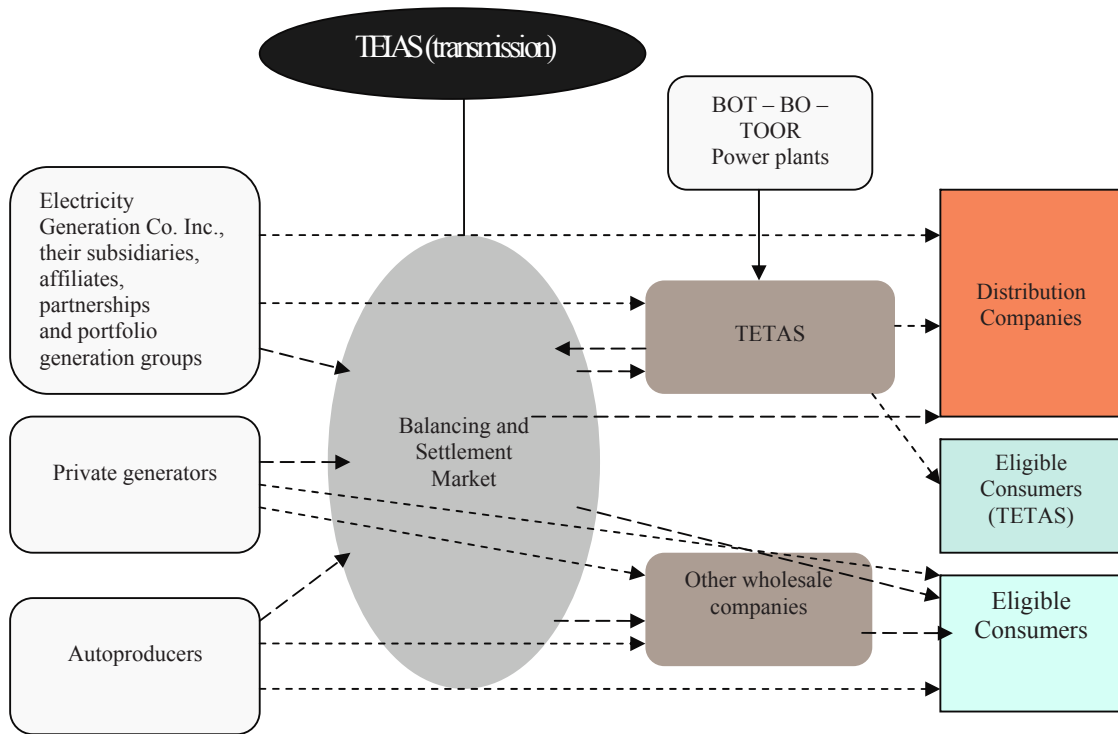 TEIAS (transmission)
BOT – BO –
TOOR
Power plants
Electricity
Generation Co. Inc.,
their subsidiaries,
affiliates,
partnerships
and portfolio
generation groups
Distribution
Companies
TETAS
Balancing and
Settlement
Market
Private generators
Eligible
Consumers
(TETAS)
Other wholesale
companies
Eligible
Consumers
Autoproducers